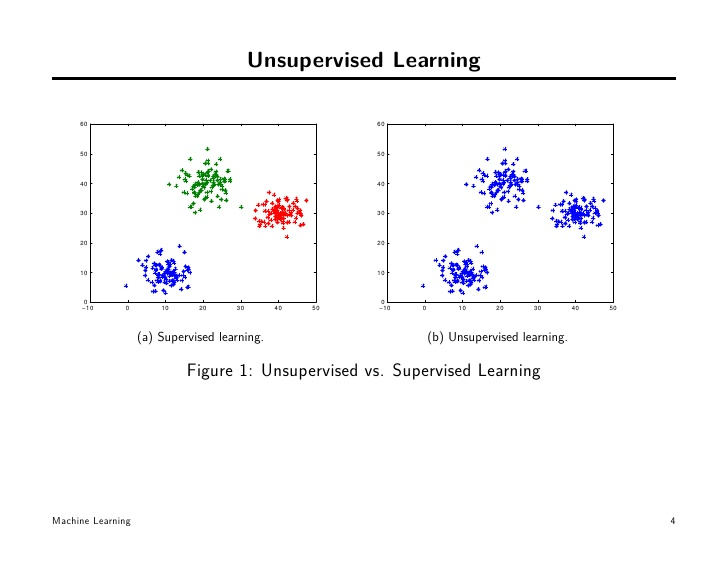 Unsupervised Learning
60
50
40
30
20
10
0
−10 0 10 20 30 40 50
60
50
40
30
20
10
0
−10 0 10 20 30 40 50
(a) Supervised learning.
(b) Unsupervised learning.
Figure 1: Unsupervised vs. Supervised Learning
Machine Learning
4